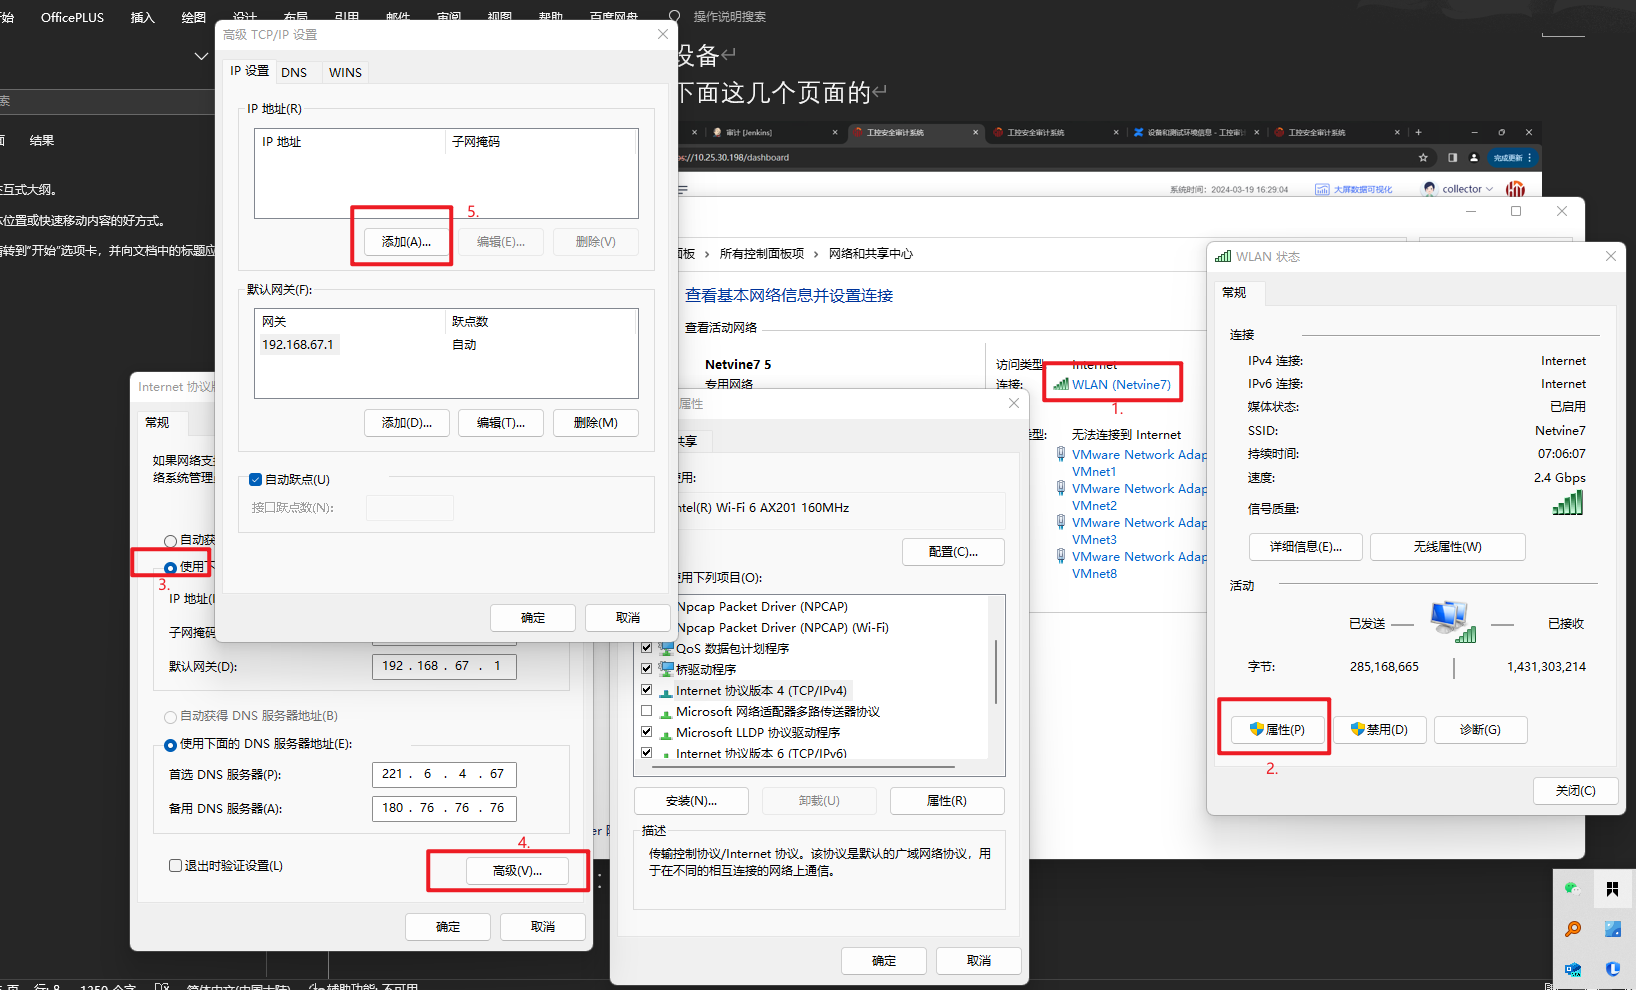 始 OfficePLUS 插入 绘图 设计 布局 引用 邮件 审阅 视图 帮助 百度网盘 操作说明搜索
索
面 结果
交互式大纲。
位置或快速移动内容的好方式。
请转到"开始"选项卡，并向文档中的标题应
设备↵
下面这几个页面的↵
审计 [Jenkins]
工控安全审计系统
工控安全审计系统
设备和测试环境信息 - 工控审计
工控安全审计系统
10.25.30.198/dashboard
完成更新
系统时间： 2024-03-19 16:29:04
大屏数据可视化
collector
高级 TCP/IP 设置
IP 设置 DNS WINS
IP 地址(R)
IP 地址 子网掩码
添加(A)... 编辑(E)... 删除(V)
5.
默认网关(F):
网关 跃点数
192.168.67.1 自动
添加(D)... 编辑(T)... 删除(M)
自动跃点(U)
接口跃点数(N):
确定 取消
面板 › 所有控制面板项 › 网络和共享中心
查看基本网络信息并设置连接
查看活动网络
Netvine7 5
专用网络
访问类型: Internet
连接: WLAN (Netvine7)
1.
类型: 无法连接到 Internet
VMware Network Adap
VMnet1
VMware Network Adap
VMnet2
VMware Network Adap
VMnet3
VMware Network Adap
VMnet8
WLAN 状态
常规
连接
IPv4 连接: Internet
IPv6 连接: Internet
媒体状态: 已启用
SSID: Netvine7
持续时间: 07:06:07
速度: 2.4 Gbps
信号质量:
详细信息(E)... 无线属性(W)
活动
已发送 已接收
字节: 285,168,665 1,431,303,214
属性(P) 禁用(D) 诊断(G)
2.
关闭(C)
Internet 协议版
常规
如果网络支
络系统管理
自动获
使用下
3.
IP 地址(I
子网掩码
默认网关(D): 192 . 168 . 67 . 1
自动获得 DNS 服务器地址(B)
使用下面的 DNS 服务器地址(E):
首选 DNS 服务器(P): 221 . 6 . 4 . 67
备用 DNS 服务器(A): 180 . 76 . 76 . 76
4.
退出时验证设置(L)
高级(V)...
确定 取消
属性
共享
使用:
ntel(R) Wi-Fi 6 AX201 160MHz
配置(C)...
使用下列项目(O):
Npcap Packet Driver (NPCAP)
Npcap Packet Driver (NPCAP) (Wi-Fi)
QoS 数据包计划程序
桥驱动程序
Internet 协议版本 4 (TCP/IPv4)
Microsoft 网络适配器多路传送器协议
Microsoft LLDP 协议驱动程序
Internet 协议版本 6 (TCP/IPv6)
安装(N)... 卸载(U) 属性(R)
描述
传输控制协议/Internet 协议。该协议是默认的广域网络协议，用
于在不同的相互连接的网络上通信。
确定 取消
页 行: 8 1250 个字 简体中文(中国大陆) 辅助功能: 不可用